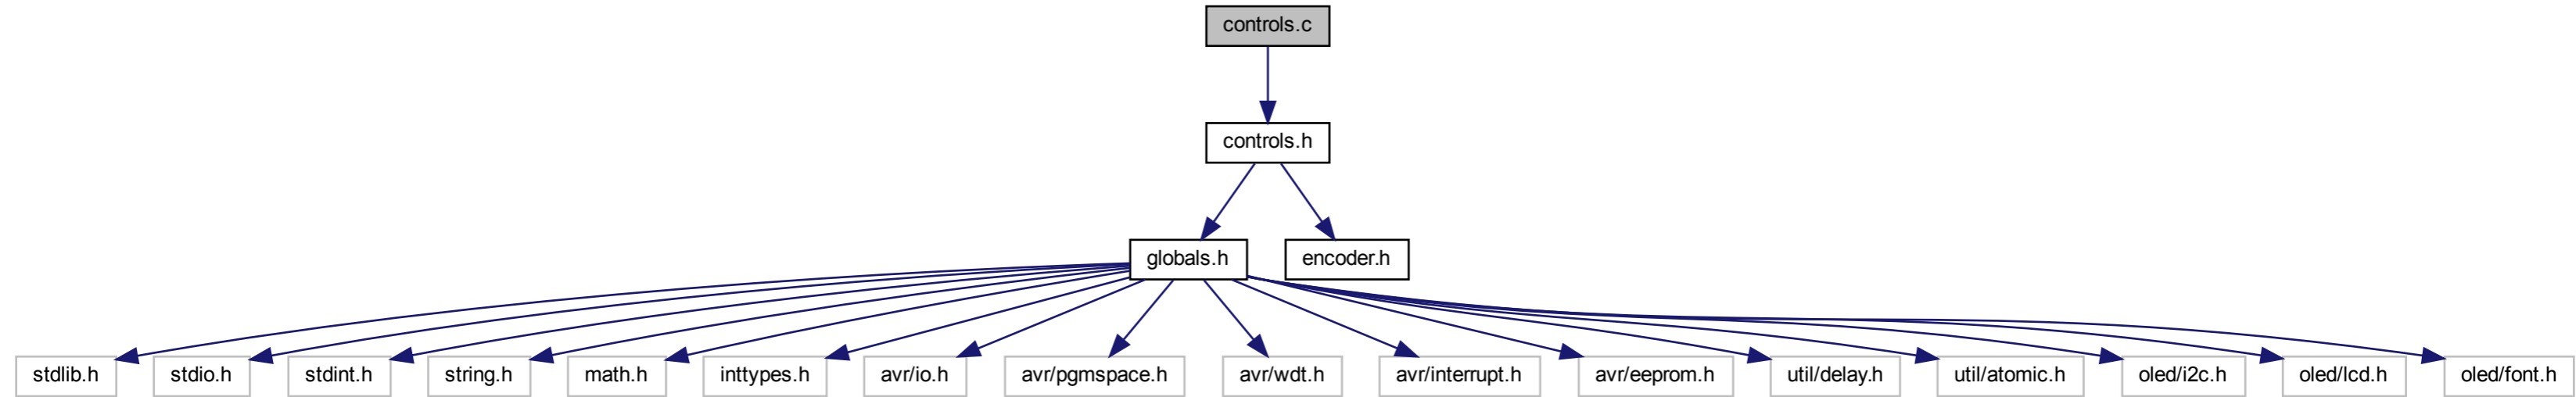 controls.c
controls.h
globals.h
encoder.h
stdlib.h
stdio.h
stdint.h
string.h
math.h
inttypes.h
avr/io.h
avr/pgmspace.h
avr/wdt.h
avr/interrupt.h
avr/eeprom.h
util/delay.h
util/atomic.h
oled/i2c.h
oled/lcd.h
oled/font.h